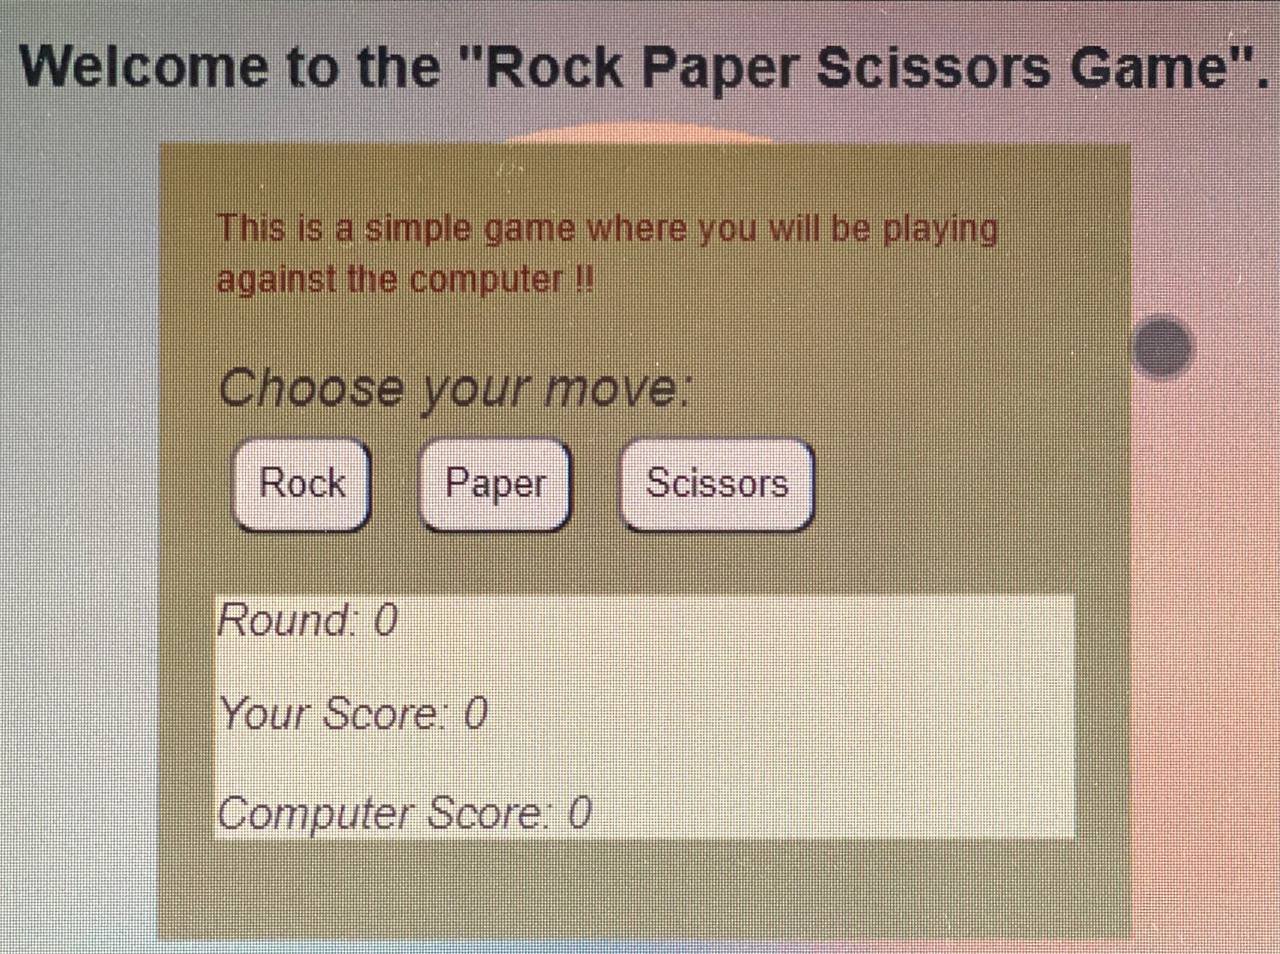 Welcome to the "Rock Paper Scissors Game".
This is a simple game where you will be playing
against the computer !!
Choose your move:
Rock Paper Scissors
Round: 0
Your Score: 0
Computer Score: 0